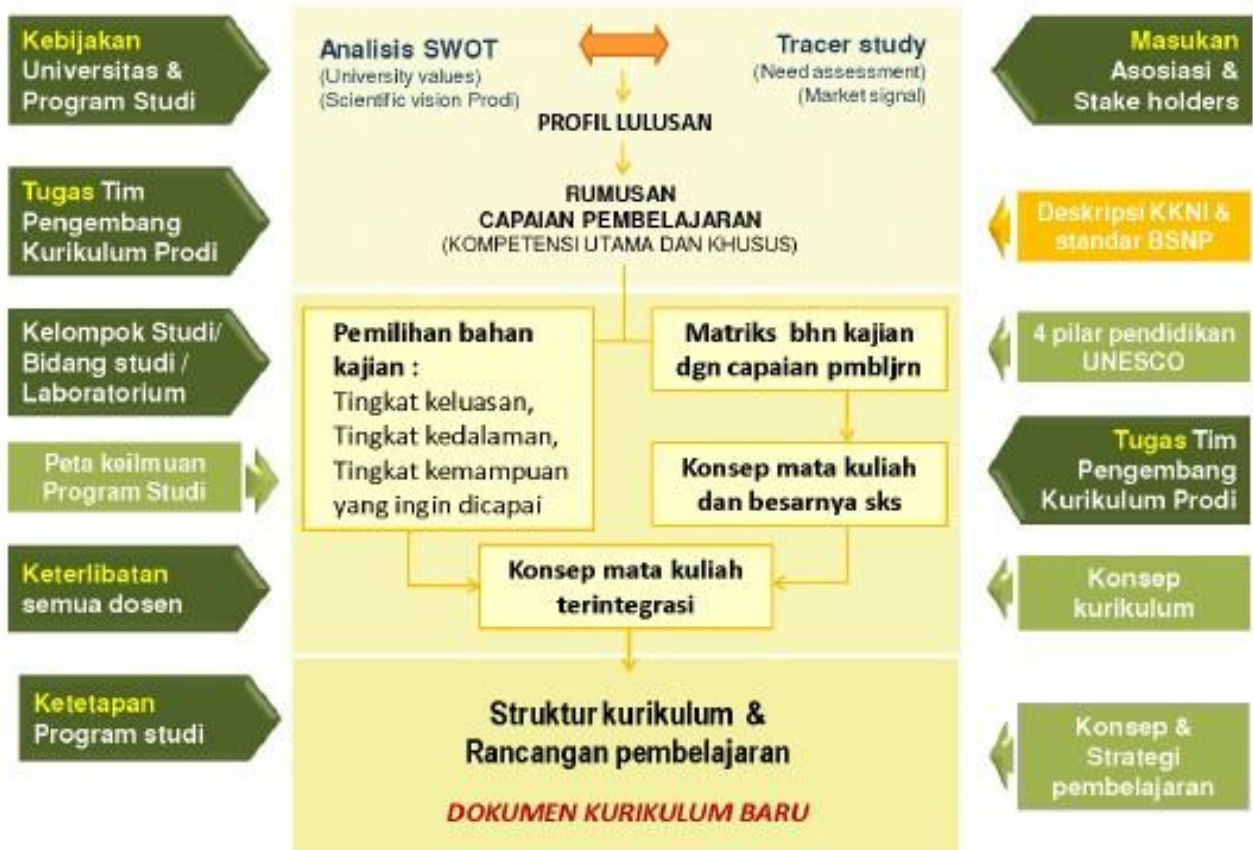 Kebijakan
Universitas &
Program Studi
Analisis SWOT
(University values)
(Scientific vision Prodi)
Tracer study
(Need assessment)
(Market signal)
Masukan
Asosiasi &
Stake holders
PROFIL LULUSAN
Tugas Tim
Pengembang
Kurikulum Prodi
RUMUSAN
CAPAIAN PEMBELAJARAN
(KOMPETENSI UTAMA DAN KHUSUS)
Deskripsi KKNI &
standar BSNP
Kelompok Studi/
Bidang studi /
Laboratorium
Pemilihan bahan
kajian :
Tingkat keluasan,
Tingkat kedalaman,
Tingkat kemampuan
yang ingin dicapai
Matriks bhn kajian
dgn capaian pmbljrn
4 pilar pendidikan
UNESCO
Peta keilmuan
Program Studi
Konsep mata kuliah
dan besarnya sks
Tugas Tim
Pengembang
Kurikulum Prodi
Keterlibatan
semua dosen
Konsep mata kuliah
terintegrasi
Konsep
kurikulum
Ketetapan
Program studi
Struktur kurikulum &
Rancangan pembelajaran
DOKUMEN KURIKULUM BARU
Konsep &
Strategi
pembelajaran